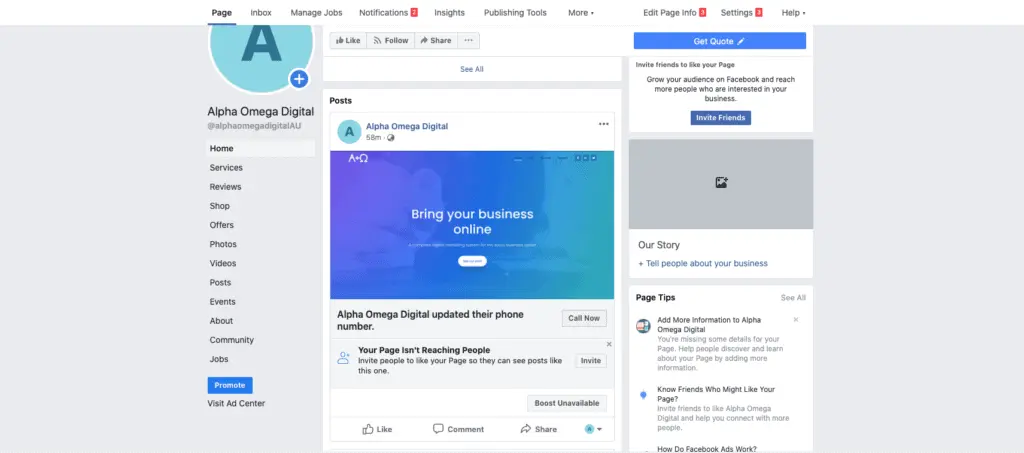 Page Inbox Manage Jobs Notifications 2 Insights Publishing Tools More Edit Page Info 3 Settings 3 Help
A
Alpha Omega Digital
@alphaomegadigitalAU
Home
Services
Reviews
Shop
Offers
Photos
Videos
Posts
Events
About
Community
Jobs
Promote
Visit Ad Center
Like Follow Share ...
See All
Posts
A
Alpha Omega Digital
58m ·
A+Ω
Bring your business
online
Alpha Omega Digital updated their phone
number.
Call Now
Your Page Isn't Reaching People
Invite people to like your Page so they can see posts like
this one.
Invite
Boost Unavailable
Like Comment Share A
Get Quote
Invite friends to like your Page
Grow your audience on Facebook and reach
more people who are interested in your
business.
Invite Friends
Our Story
+ Tell people about your business
Page Tips See All
Add More Information to Alpha
Omega Digital
You're missing some details for your
Page. Help people discover and learn
about your Page by adding more
information.
Know Friends Who Might Like Your
Page?
Invite friends to like Alpha Omega
Digital and help you connect with more
people.
How Do Facebook Ads Work?